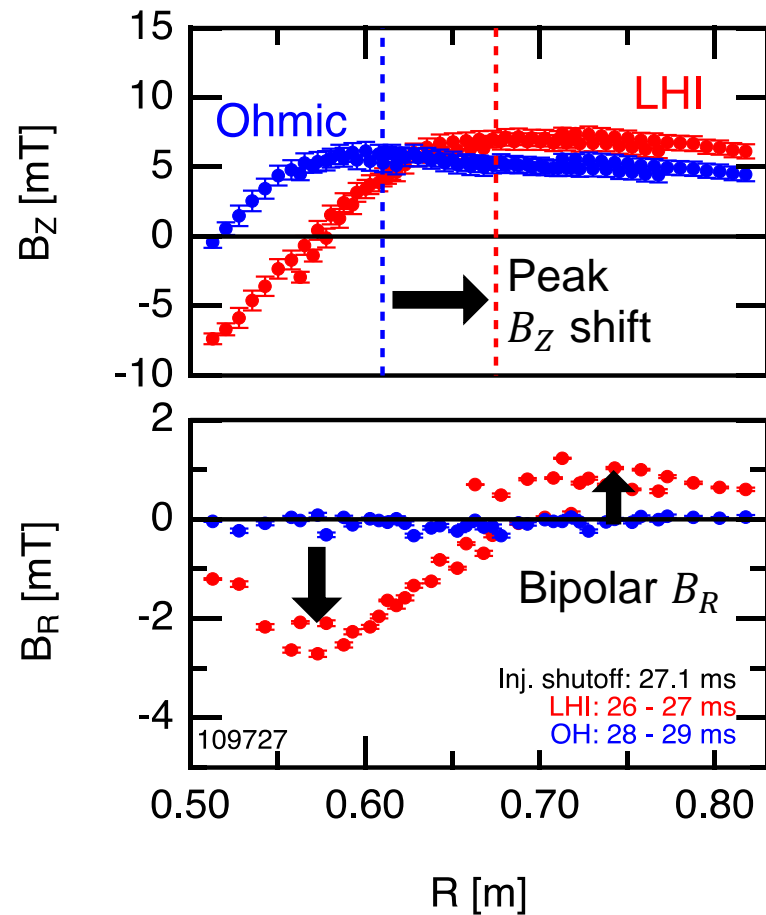 15
10
5
0
-5
-10
B_Z [mT]
Ohmic
LHI
Peak
B_Z shift
2
0
-2
-4
B_R [mT]
Bipolar B_R
Inj. shutoff: 27.1 ms
LHI: 26 - 27 ms
OH: 28 - 29 ms
109727
0.50
0.60
0.70
0.80
R [m]